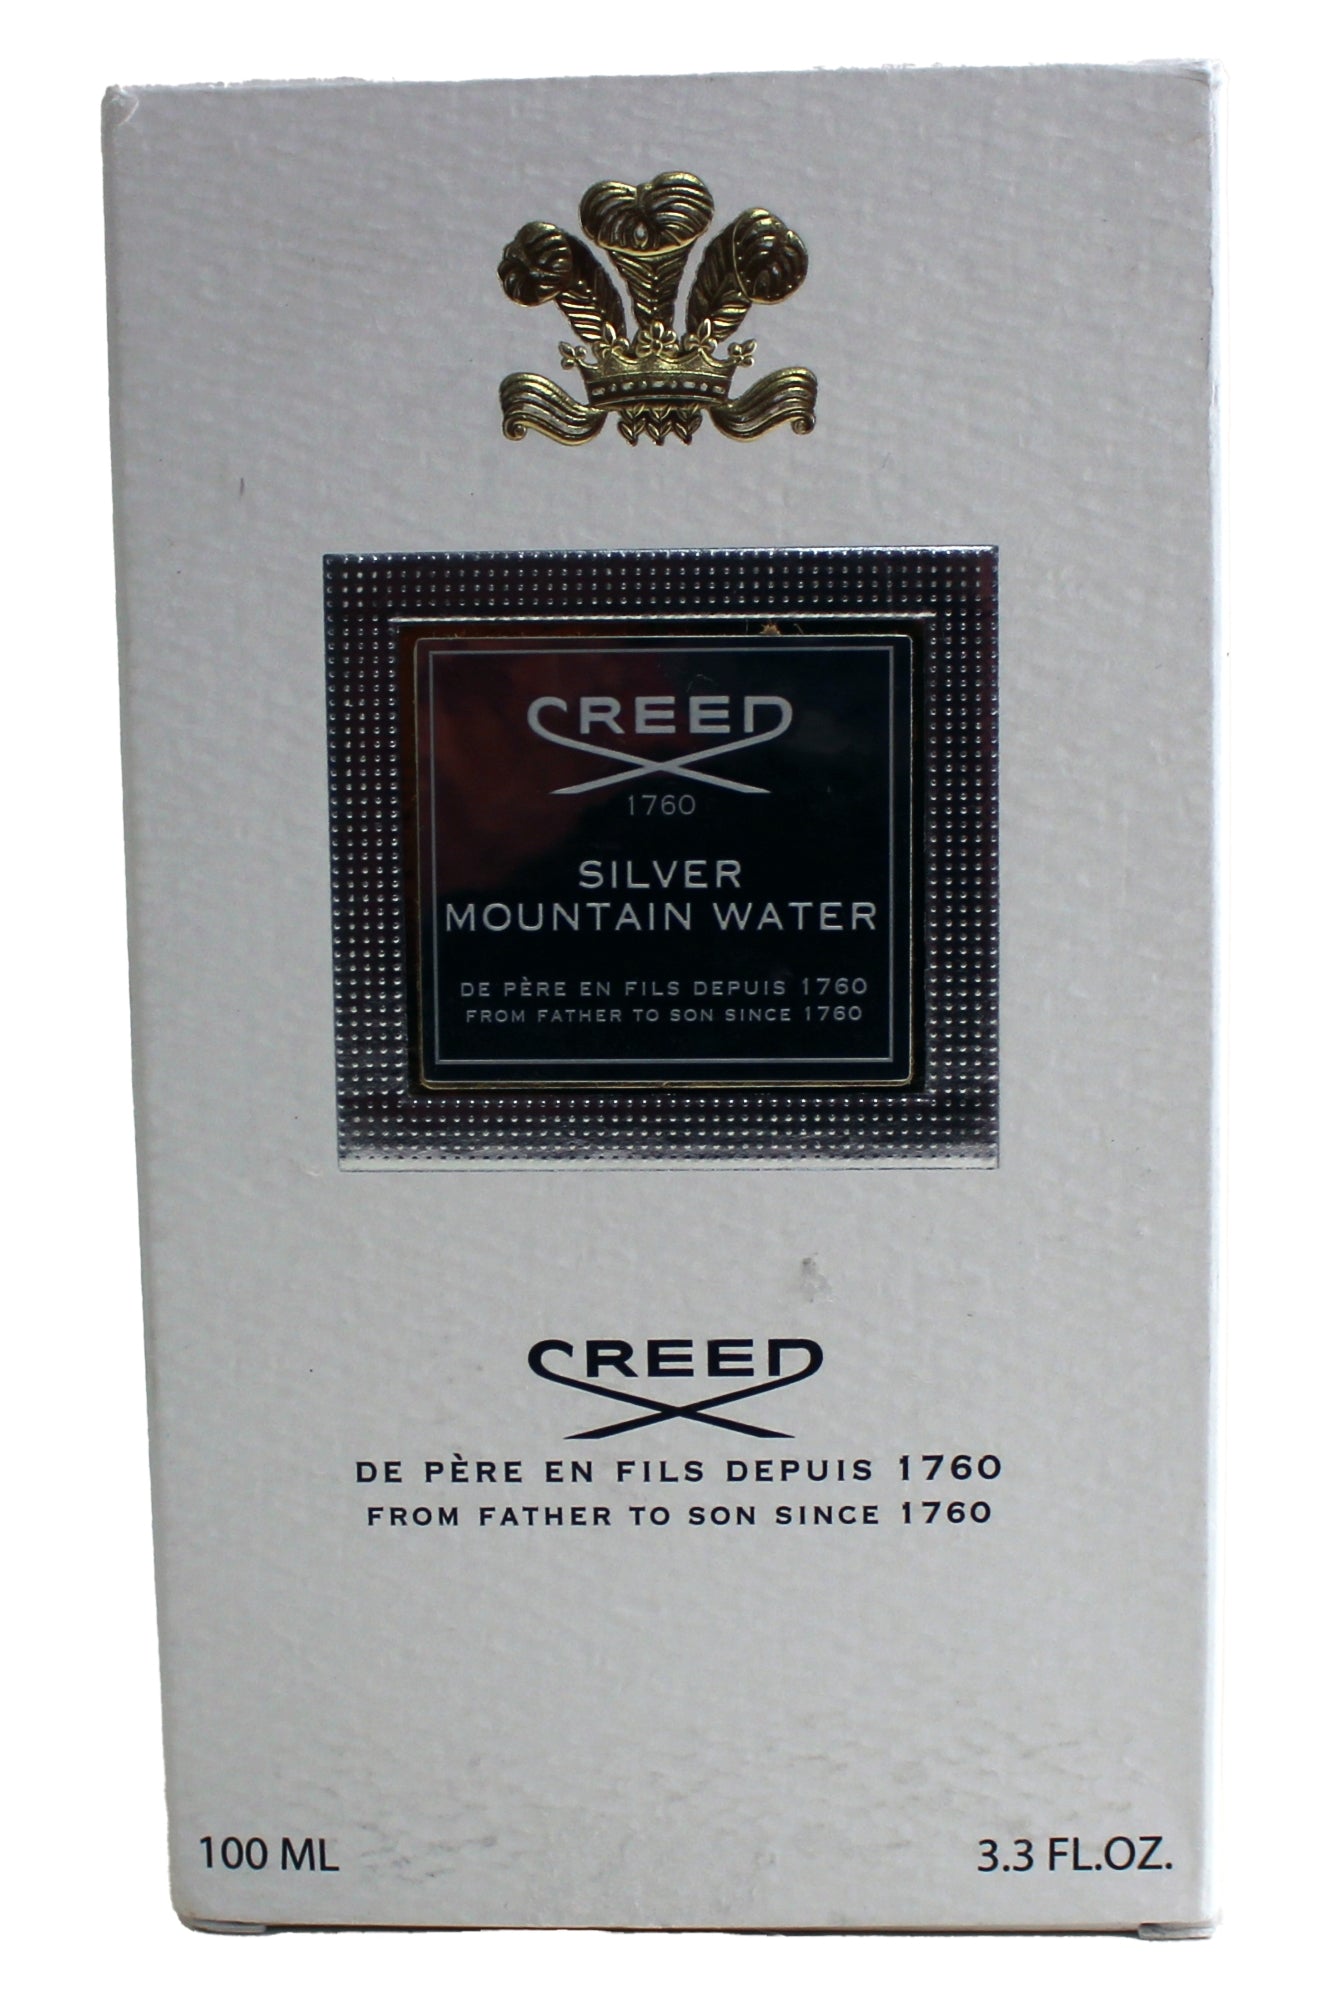 CREED
1760
SILVER
MOUNTAIN WATER
DE PÈRE EN FILS DEPUIS 1760
FROM FATHER TO SON SINCE 1760
CREED
DE PÈRE EN FILS DEPUIS 1760
FROM FATHER TO SON SINCE 1760
100 ML
3.3 FL.OZ.